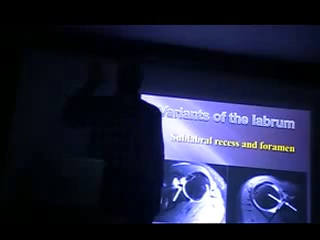 Variants of the labrum
Sublabral recess and foramen